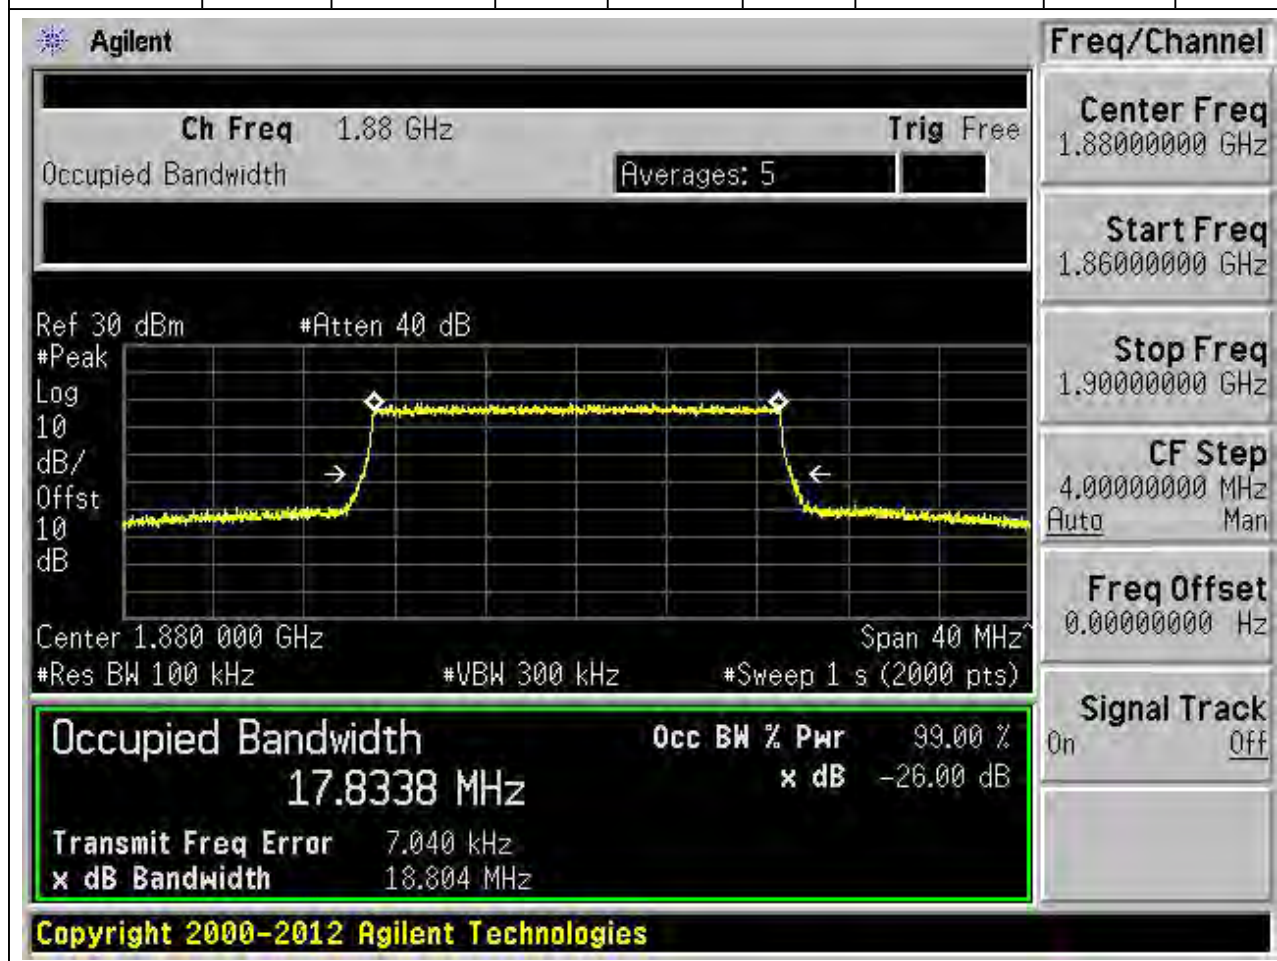 Agilent
Freq/Channel
Ch Freq 1.88 GHz Trig Free
Occupied Bandwidth Averages: 5
Center Freq
1.88000000 GHz
Start Freq
1.86000000 GHz
Stop Freq
1.90000000 GHz
CF Step
4.00000000 MHz
Auto Man
Freq Offset
0.00000000 Hz
Signal Track
On Off
Ref 30 dBm #Atten 40 dB
#Peak
Log
10
dB/
Offst
10
dB
Center 1.880 000 GHz Span 40 MHz^
#Res BW 100 kHz #VBW 300 kHz #Sweep 1 s (2000 pts)
Occupied Bandwidth Occ BW % Pwr 99.00 %
17.8338 MHz x dB -26.00 dB
Transmit Freq Error 7.040 kHz
x dB Bandwidth 18.804 MHz
Copyright 2000-2012 Agilent Technologies